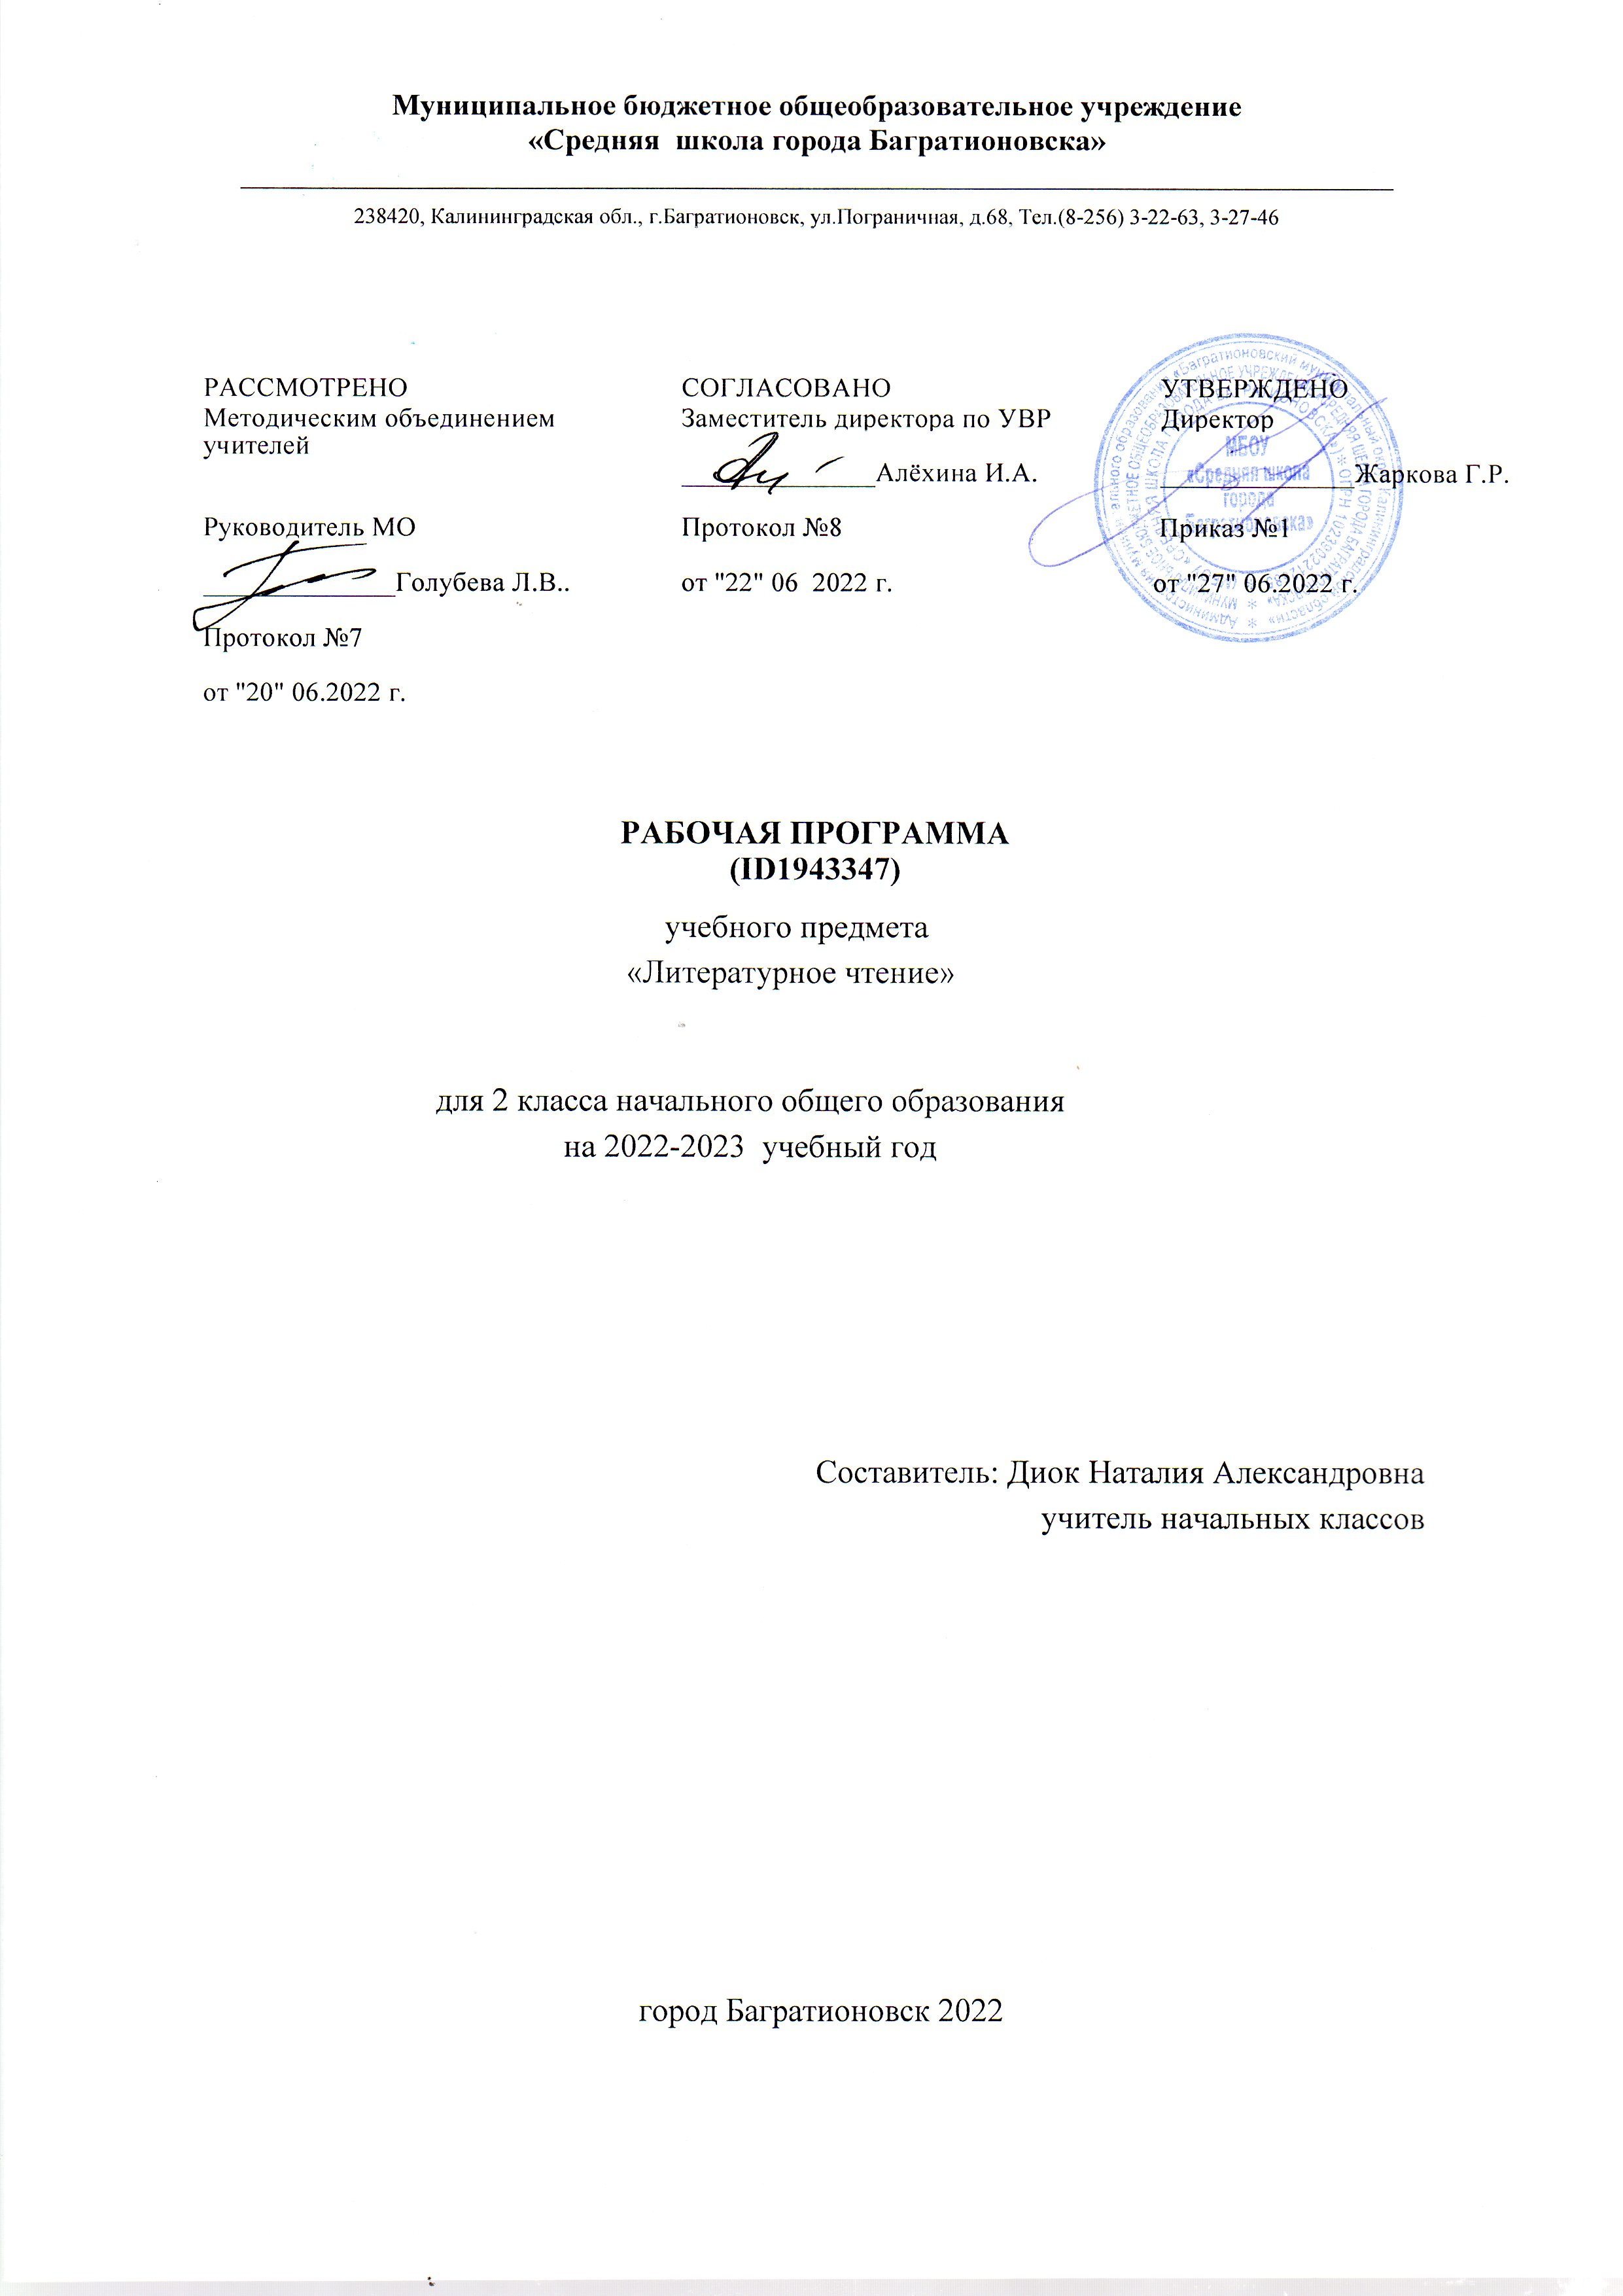 Муниципальное бюджетное общеобразовательное учреждение
«Средняя школа города Багратионовска»
238420, Калининградская обл., г.Багратионовск, ул.Пограничная, д.68, Тел.(8-256) 3-22-63, 3-27-46
РАССМОТРЕНО
Методическим объединением
учителей
Руководитель МО
______________Голубева Л.В..
Протокол №7
от "20" 06.2022 г.
СОГЛАСОВАНО
Заместитель директора по УВР
______________Алёхина И.А.
Протокол №8
от "22" 06 2022 г.
УТВЕРЖДЕНО
Директор
______________Жаркова Г.Р.
Приказ №1
от "27" 06.2022 г.
МБОУ
«Средняя школа
города
Багратионовска»
РАБОЧАЯ ПРОГРАММА
(ID1943347)
учебного предмета
«Литературное чтение»
для 2 класса начального общего образования
на 2022-2023 учебный год
Составитель: Диок Наталия Александровна
учитель начальных классов
город Багратионовск 2022